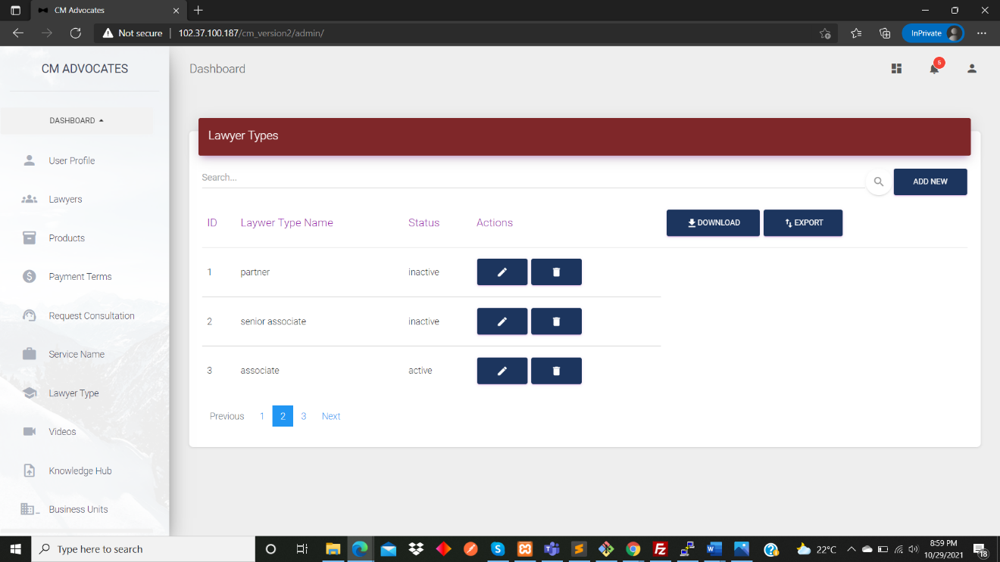 CM Advocates
Not secure 102.37.100.187/cm_version2/admin/ InPrivate
CM ADVOCATES
Dashboard
5
DASHBOARD
User Profile
Lawyers
Products
Payment Terms
Request Consultation
Service Name
Lawyer Type
Videos
Knowledge Hub
Business Units
Lawyer Types
Search...
ADD NEW
ID Laywer Type Name Status Actions DOWNLOAD EXPORT
1 partner inactive
2 senior associate inactive
3 associate active
Previous 1 2 3 Next
Type here to search
22°C
8:59 PM
10/29/2021
18